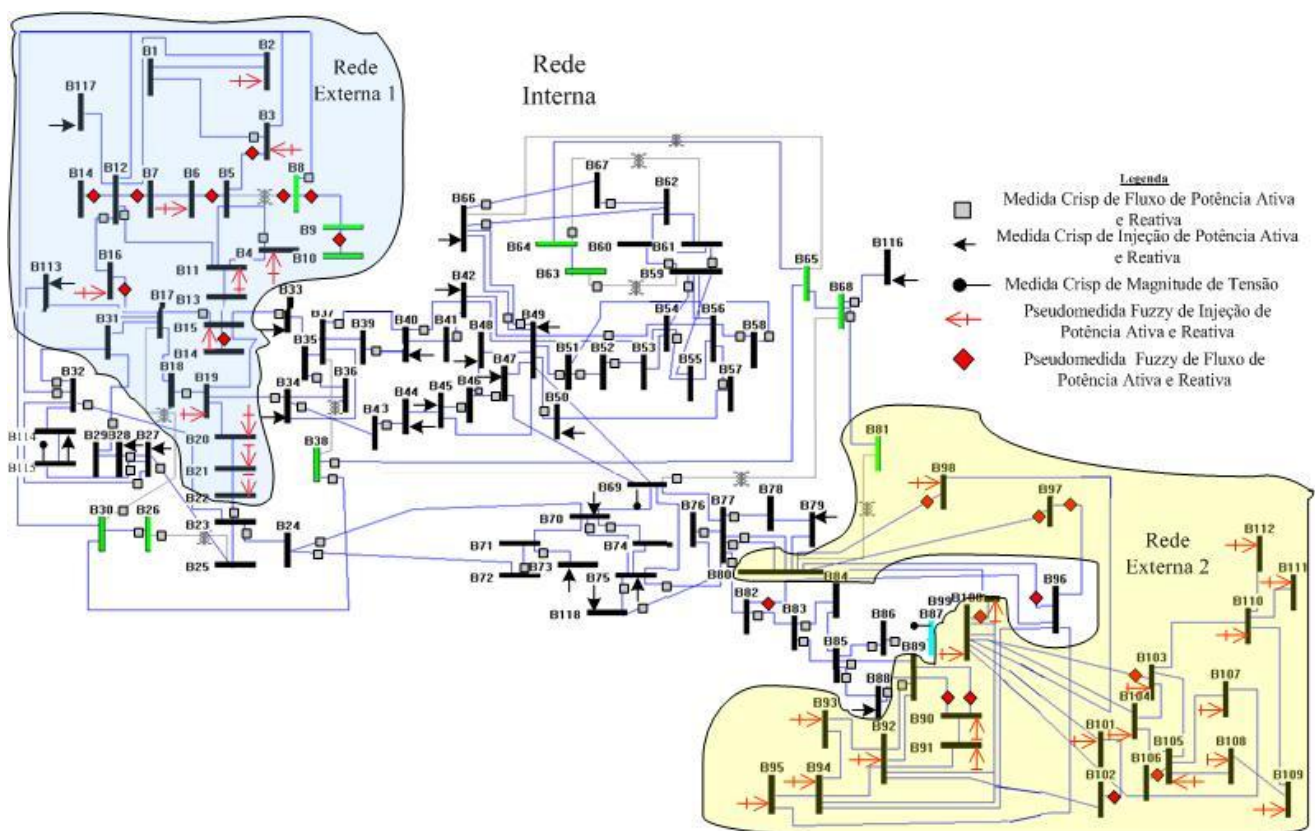 B1
B2
Rede
Externa 1
Rede
Interna
B117
B3
B14
B12
B7
B6
B5
B8
B9
B10
B4
B11
B16
B113
B17
B13
B15
B14
B31
B18
B19
B20
B21
B22
B32
B114
B115
B29
B28
B27
B30
B26
B23
B25
B24
B33
B37
B35
B39
B40
B41
B42
B36
B34
B43
B44
B45
B46
B47
B48
B49
B38
B66
B67
B62
B64
B60
B61
B63
B59
B54
B56
B58
B51
B52
B53
B55
B57
B50
B65
B68
B116
Legenda
Medida Crisp de Fluxo de Potência Ativa
e Reativa
Medida Crisp de Injeção de Potência Ativa
e Reativa
Medida Crisp de Magnitude de Tensão
Pseudomedida Fuzzy de Injeção de
Potência Ativa e Reativa
Pseudomedida Fuzzy de Fluxo de
Potência Ativa e Reativa
B69
B70
B71
B72
B73
B74
B75
B118
B76
B77
B78
B79
B80
B81
B98
B97
B82
B83
B84
B85
B86
B87
B88
B89
B99
B100
B96
Rede
Externa 2
B112
B111
B110
B103
B104
B107
B101
B105
B108
B106
B102
B109
B90
B91
B92
B93
B94
B95